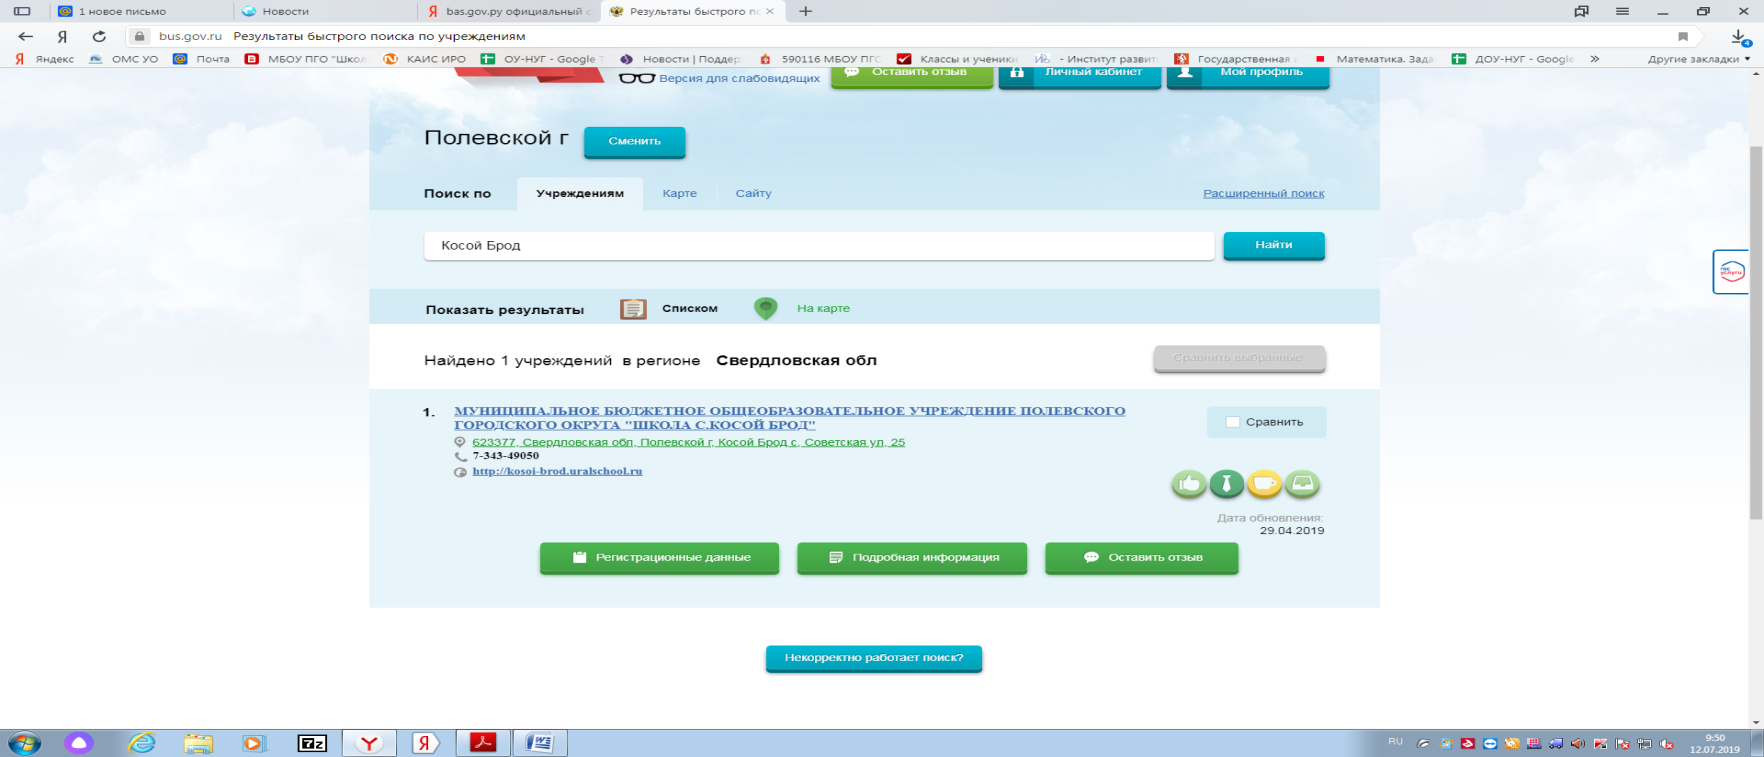 1 новое письмо
Новости
bas.gov.ру официальный с
Результаты быстрого пс
bus.gov.ru Результаты быстрого поиска по учреждениям
Яндекс
ОМС УО
Почта
МБОУ ПГО "Школ
КАИС ИРО
ОУ-НУГ - Google Т
Новости | Поддер
590116 МБОУ ПГО
Классы и ученики
- Институт развит
Государственная
Математика. Зада
ДОУ-НУГ - Google
Другие закладки
Версия для слабовидящих
Оставить отзыв
Личный кабинет
Мой профиль
Полевской г
Сменить
Поиск по
Учреждениям
Карте
Сайту
Расширенный поиск
Косой Брод
Найти
Показать результаты
Списком
На карте
Найдено 1 учреждений в регионе Свердловская обл
Сравнить выбранные
1. МУНИЦИПАЛЬНОЕ БЮДЖЕТНОЕ ОБЩЕОБРАЗОВАТЕЛЬНОЕ УЧРЕЖДЕНИЕ ПОЛЕВСКОГО
ГОРОДСКОГО ОКРУГА "ШКОЛА С.КОСОЙ БРОД"
Сравнить
623377, Свердловская обл, Полевской г, Косой Брод с, Советская ул, 25
7-343-49050
http://kosoi-brod.uralschool.ru
Дата обновления:
29.04.2019
Регистрационные данные
Подробная информация
Оставить отзыв
Некорректно работает поиск?
RU
9:50
12.07.2019